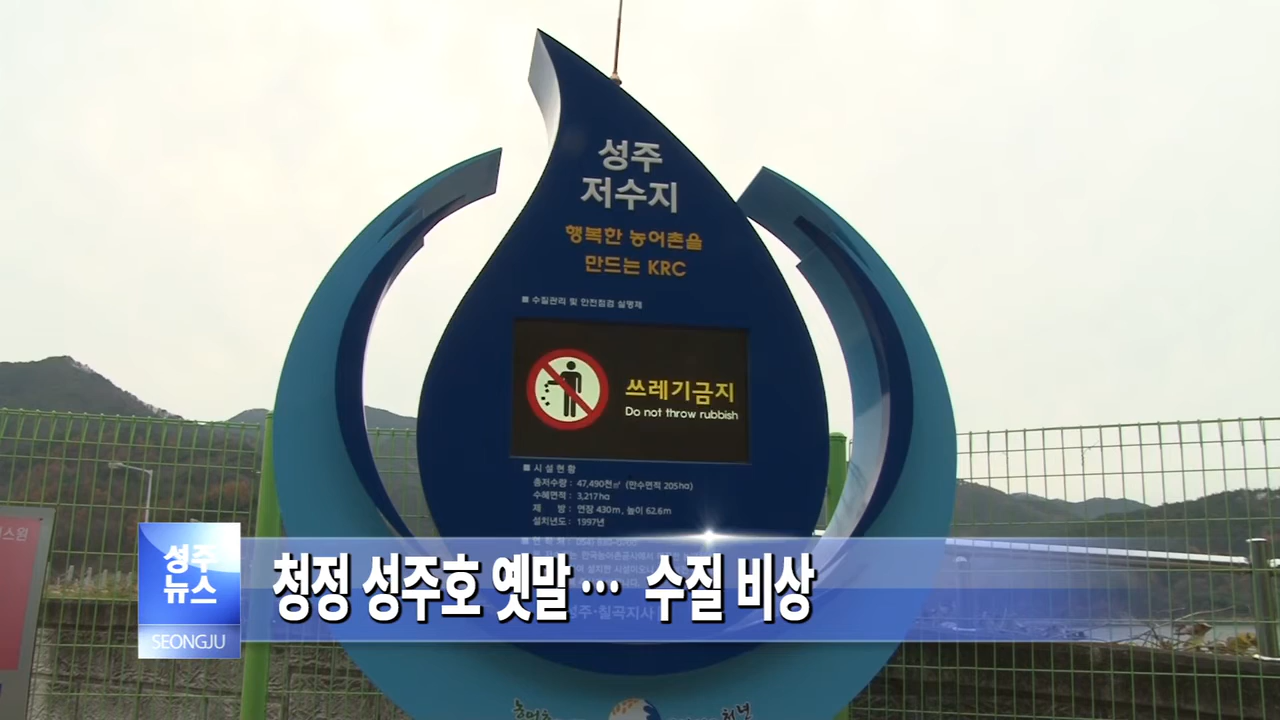 성주
저수지
행복한 농어촌을
만드는 KRC
■ 수질관리 및 안전점검 실명제
쓰레기금지
Do not throw rubbish
■ 시설현황
총저수량 : 47,490천㎥ (만수면적 205ha)
수혜면적 : 3,217ha
제 방 : 연장 430m, 높이 62.6m
설치년도 : 1997년
성주
뉴스
SEONGJU
청정 성주호 옛말… 수질 비상
성주·칠곡지사